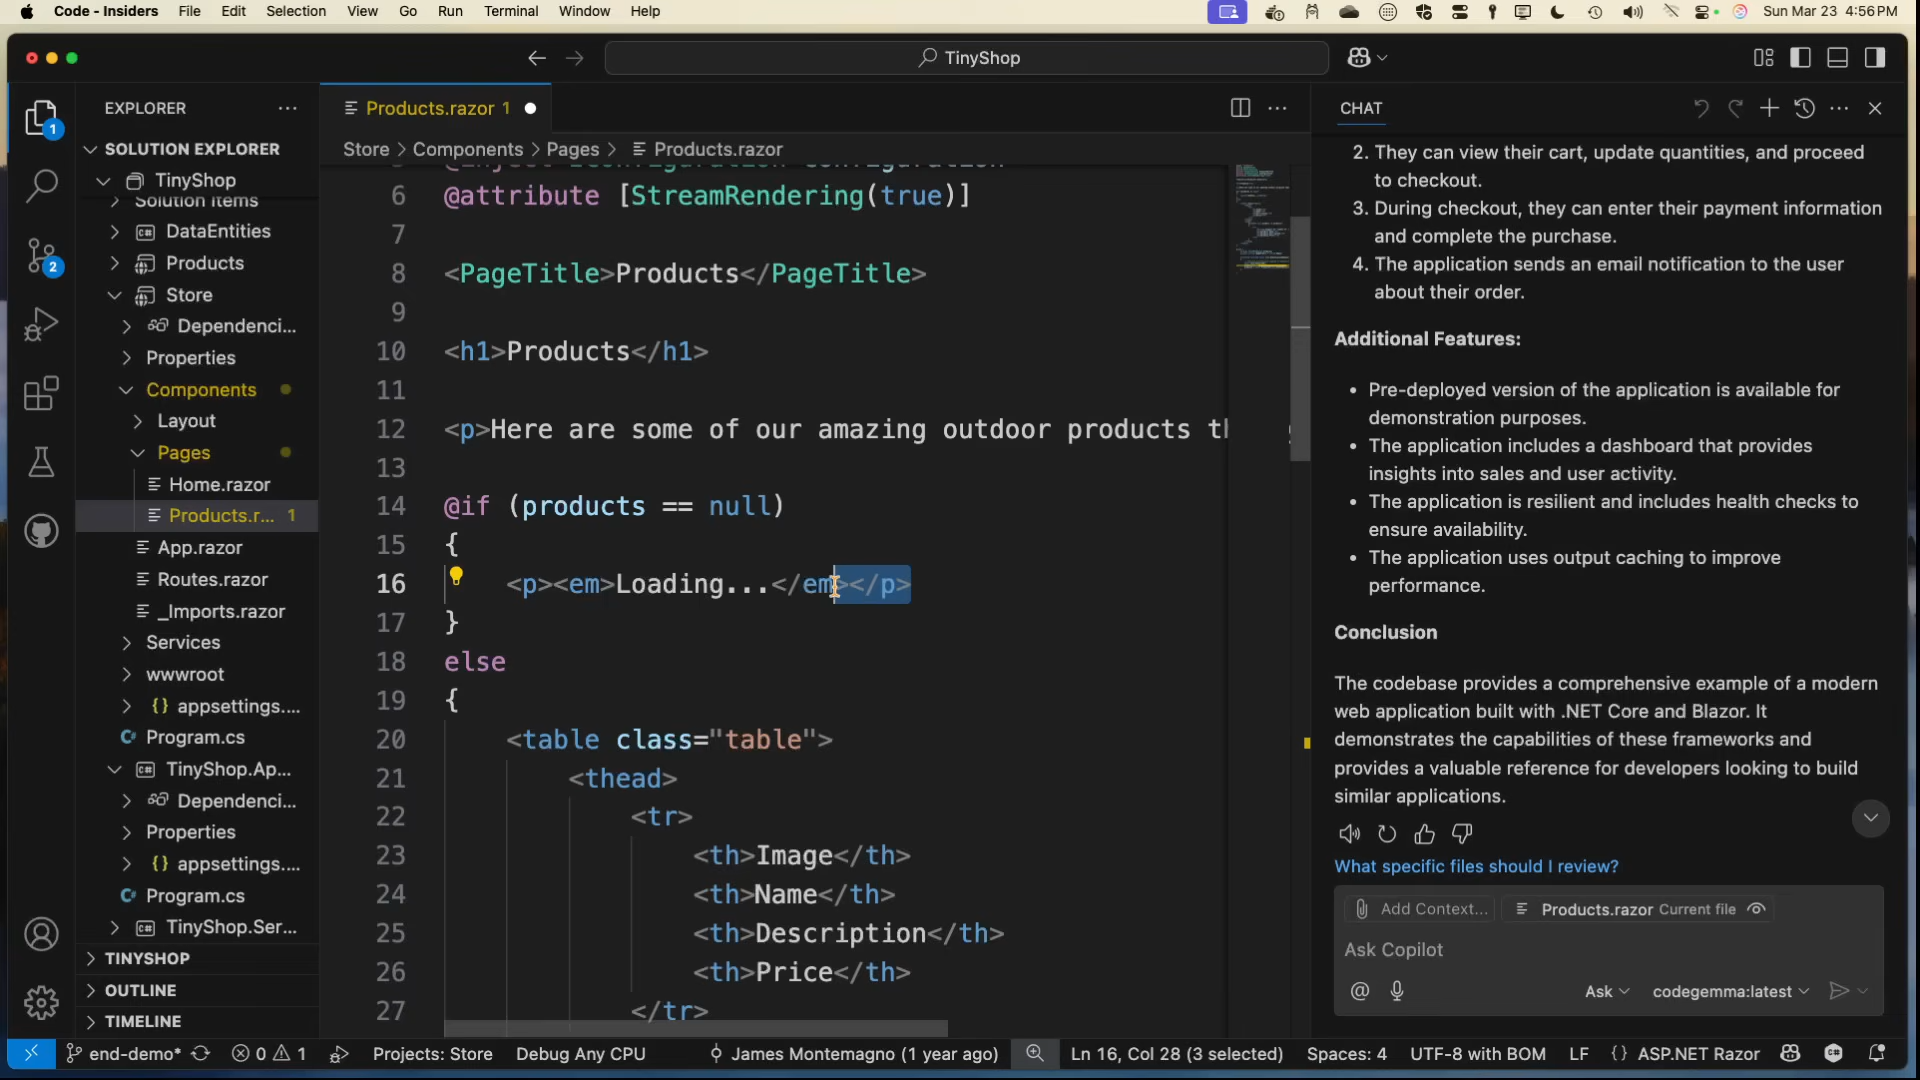 Code - Insiders File Edit Selection View Go Run Terminal Window Help Sun Mar 23 4:56 PM
TinyShop
EXPLORER
SOLUTION EXPLORER
TinyShop
Solution Items
DataEntities
Products
Store
Dependenci...
Properties
Components
Layout
Pages
Home.razor
Products.r... 1
App.razor
Routes.razor
_Imports.razor
Services
wwwroot
{} appsettings....
C# Program.cs
TinyShop.Ap...
Dependenci...
Properties
{} appsettings....
C# Program.cs
TinyShop.Ser...
TINYSHOP
OUTLINE
TIMELINE
1
2
Products.razor 1
Store > Components > Pages > Products.razor
6 @attribute [StreamRendering(true)]
7
8 <PageTitle>Products</PageTitle>
9
10 <h1>Products</h1>
11
12 <p>Here are some of our amazing outdoor products th
13
14 @if (products == null)
15 {
16 <p><em>Loading...</em></p>
17 }
18 else
19 {
20 <table class="table">
21 <thead>
22 <tr>
23 <th>Image</th>
24 <th>Name</th>
25 <th>Description</th>
26 <th>Price</th>
27 </tr>
CHAT
2. They can view their cart, update quantities, and proceed
to checkout.
3. During checkout, they can enter their payment information
and complete the purchase.
4. The application sends an email notification to the user
about their order.
Additional Features:
• Pre-deployed version of the application is available for
demonstration purposes.
• The application includes a dashboard that provides
insights into sales and user activity.
• The application is resilient and includes health checks to
ensure availability.
• The application uses output caching to improve
performance.
Conclusion
The codebase provides a comprehensive example of a modern
web application built with .NET Core and Blazor. It
demonstrates the capabilities of these frameworks and
provides a valuable reference for developers looking to build
similar applications.
What specific files should I review?
Add Context... Products.razor Current file
Ask Copilot
@ Ask codegemma:latest
end-demo* 0 1 Projects: Store Debug Any CPU James Montemagno (1 year ago) Ln 16, Col 28 (3 selected) Spaces: 4 UTF-8 with BOM LF {} ASP.NET Razor